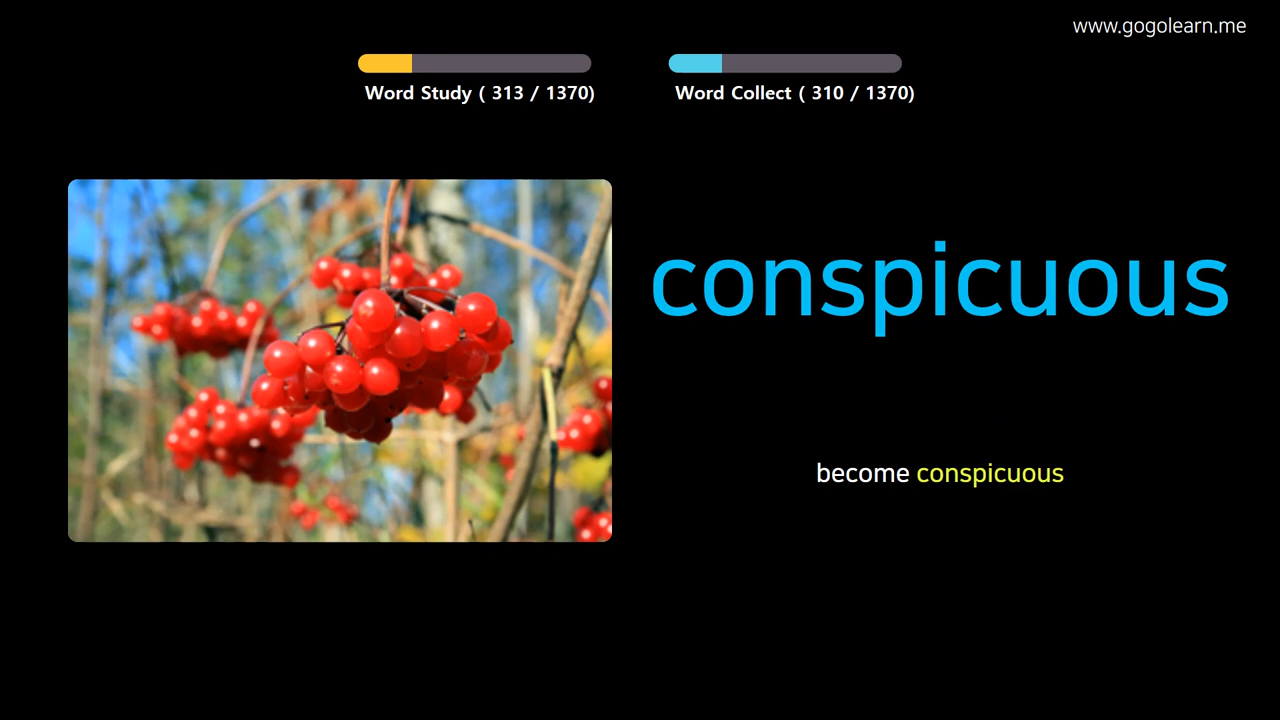 www.gogolearn.me
Word Study ( 313 / 1370)
Word Collect ( 310 / 1370)
conspicuous
become conspicuous